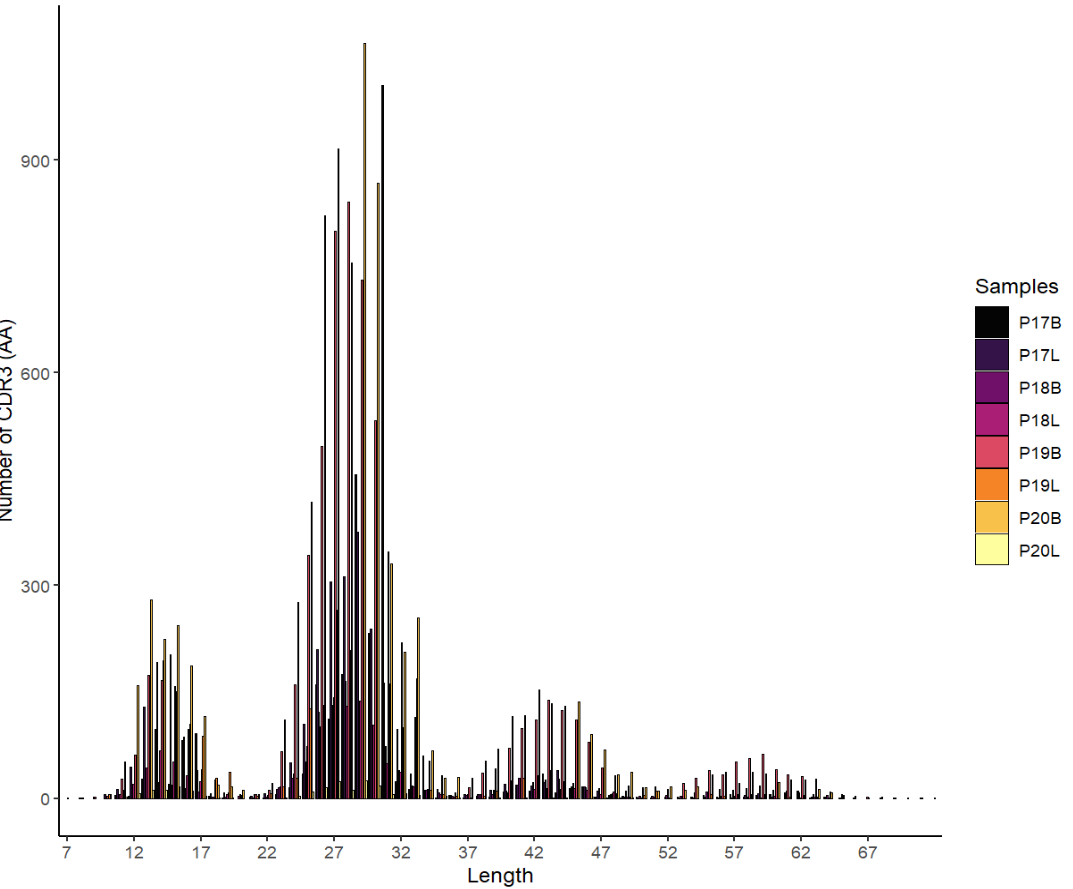 Number of CDR3 (AA)
900
600
300
0
7 12 17 22 27 32 37 42 47 52 57 62 67
Length
Samples
P17B
P17L
P18B
P18L
P19B
P19L
P20B
P20L